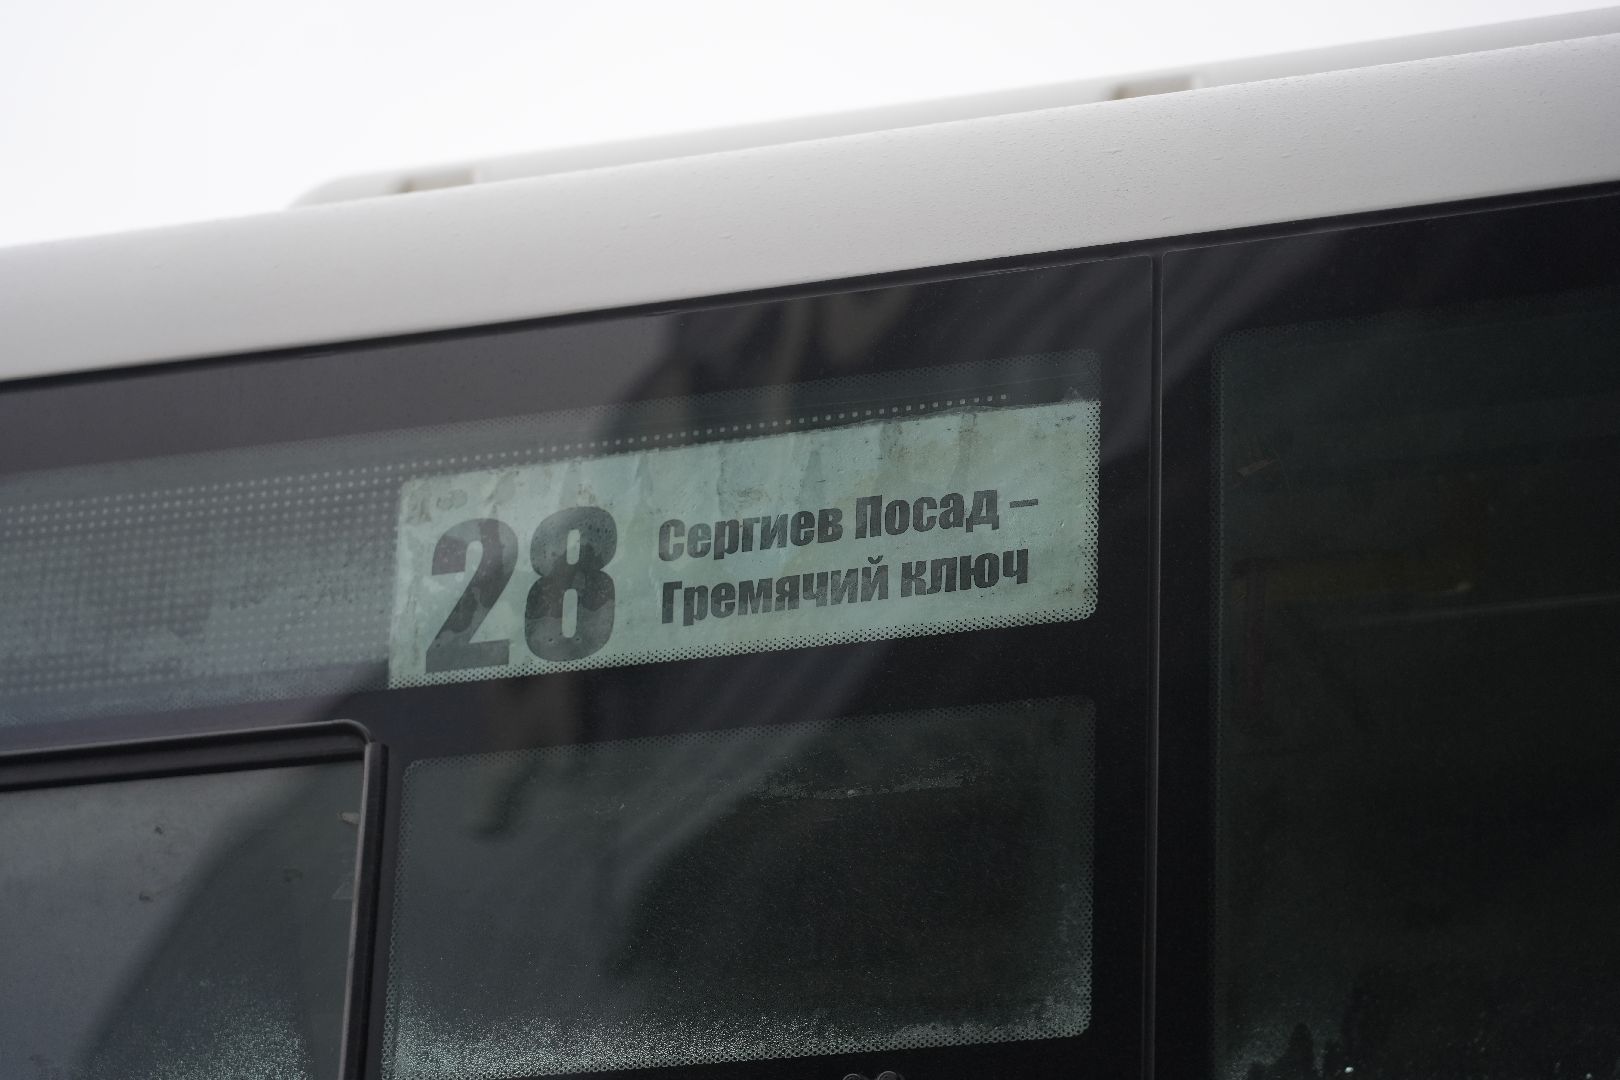 28
Сергиев Посад –
Гремячий ключ